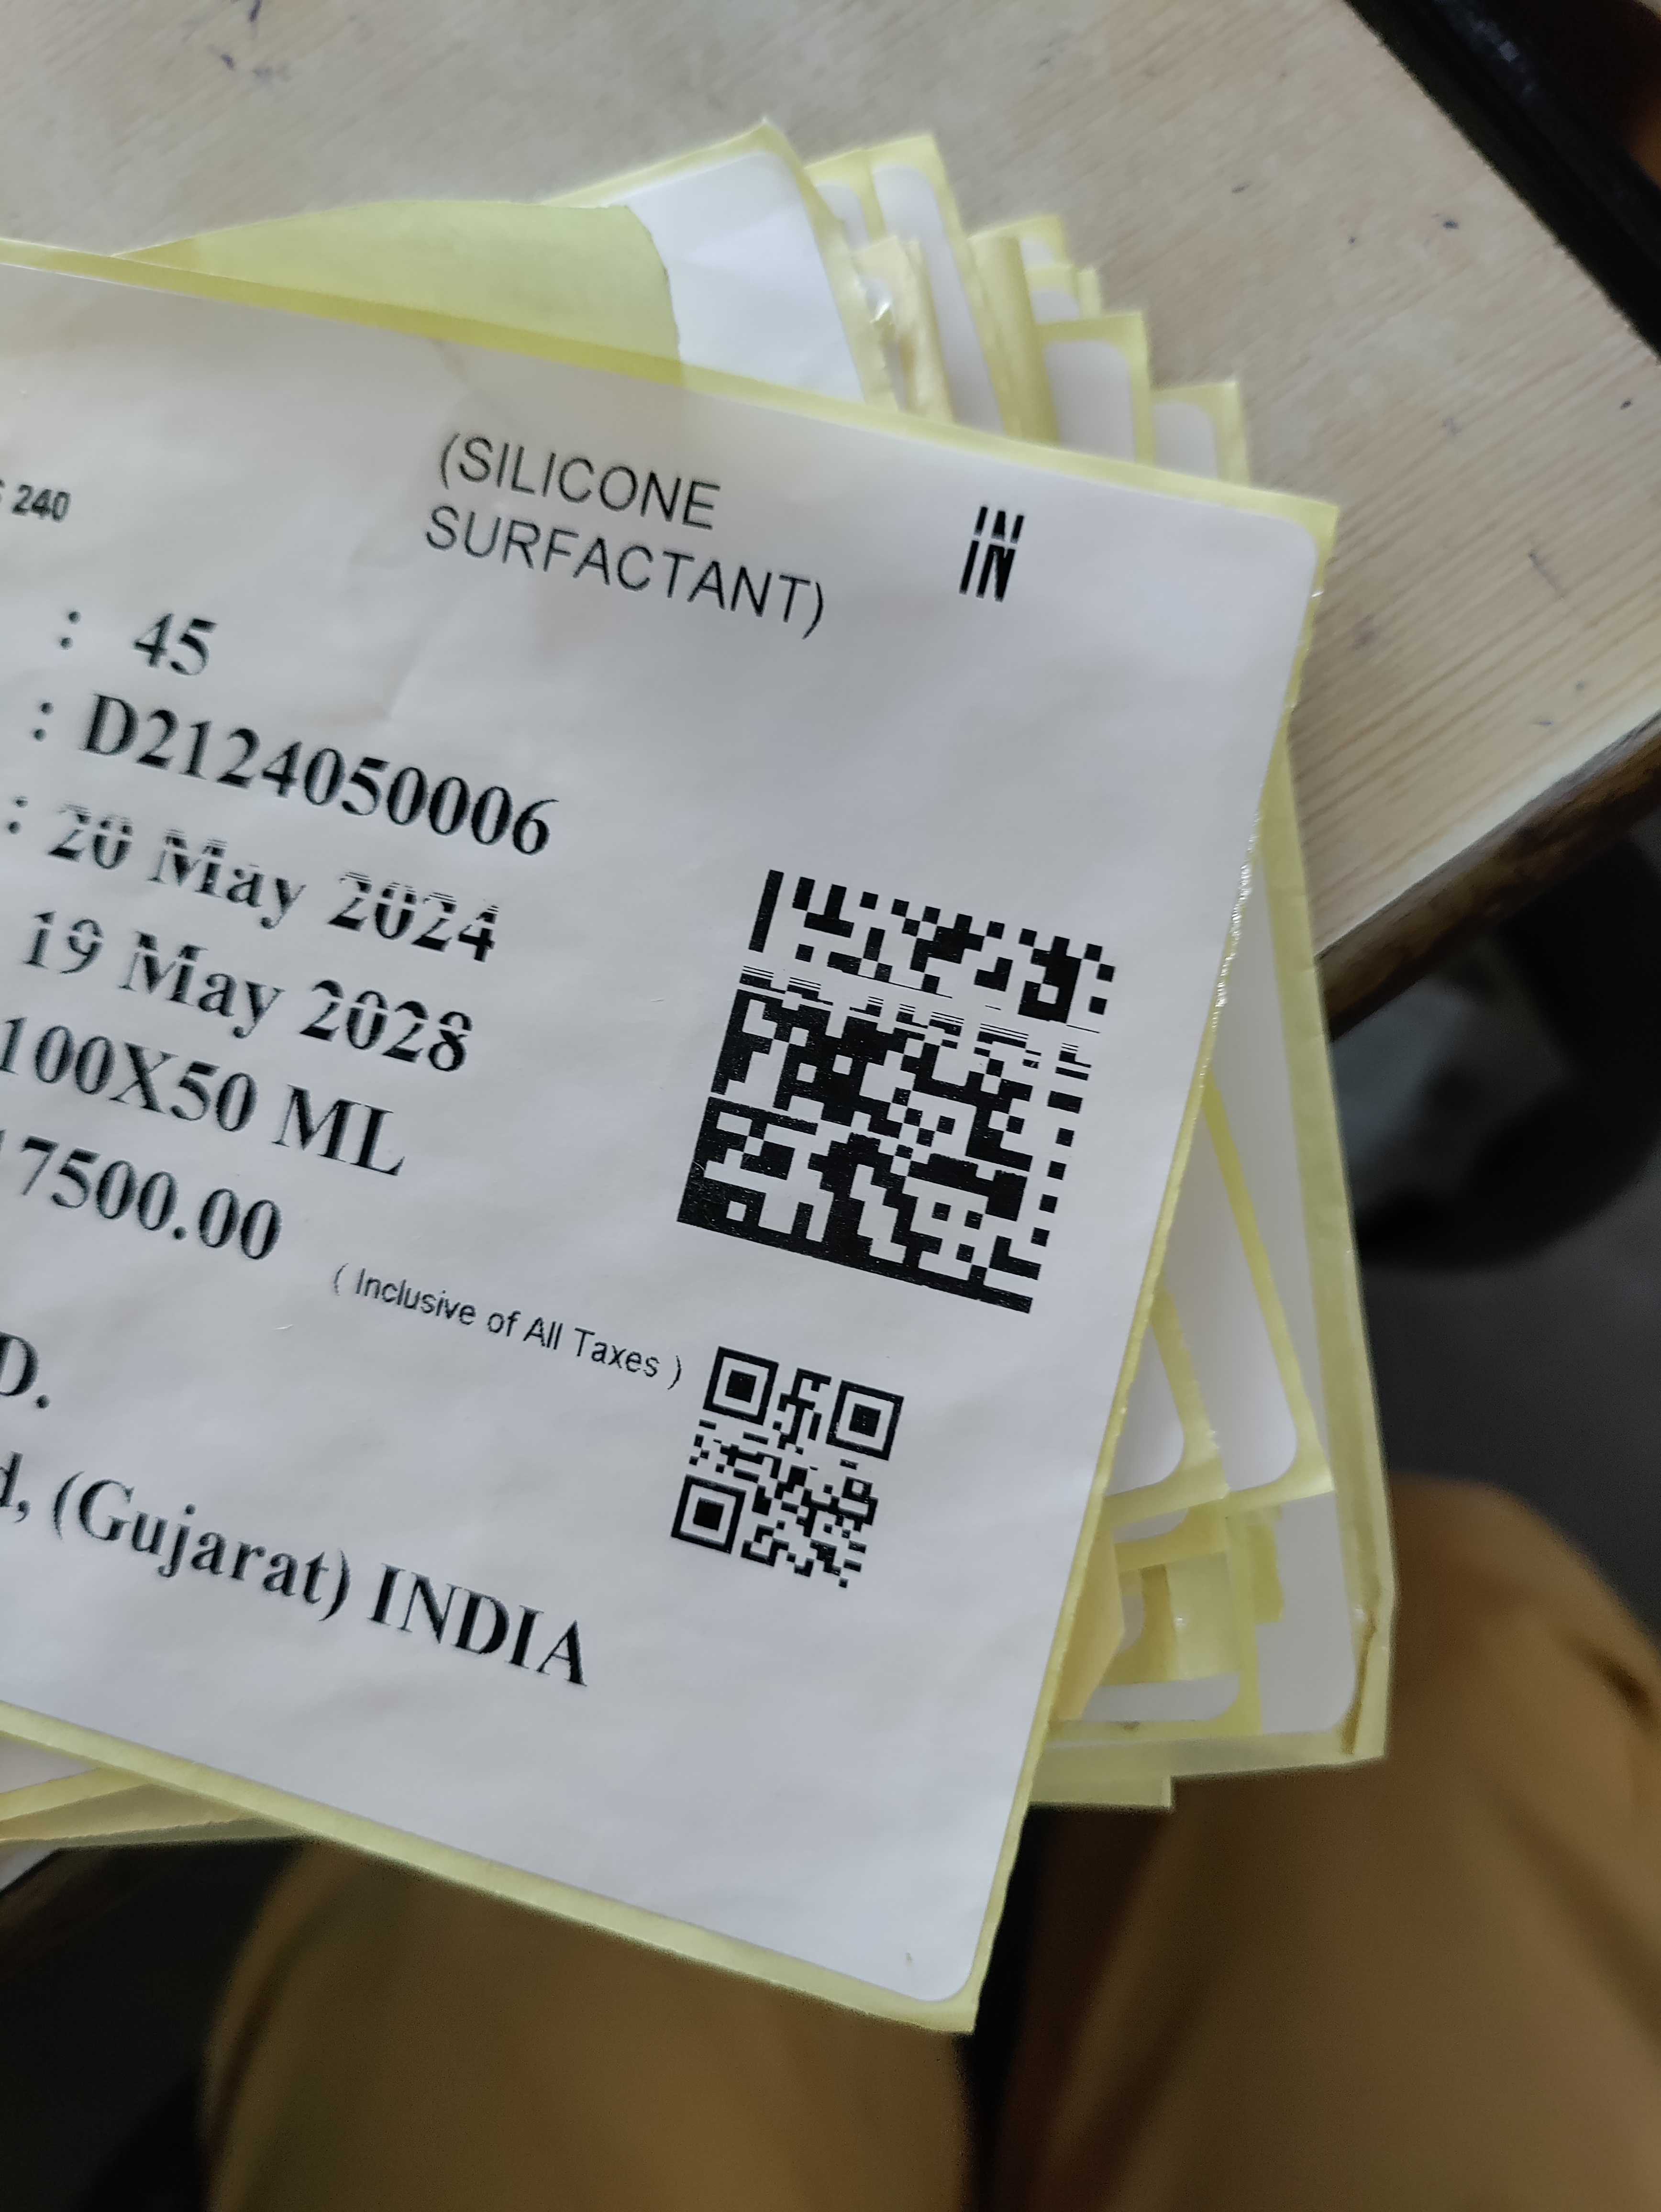 240
(SILICONE
SURFACTANT)
IN
: 45
: D2124050006
: 20 May 2024
19 May 2028
100X50 ML
7500.00
( Inclusive of All Taxes )
D.
d, (Gujarat) INDIA